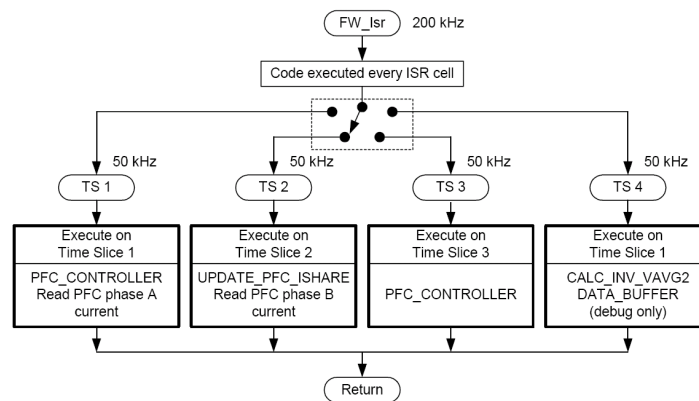 FW_Isr 200 kHz
Code executed every ISR cell
50 kHz 50 kHz 50 kHz 50 kHz
TS 1 TS 2 TS 3 TS 4
Execute on
Time Slice 1
PFC_CONTROLLER
Read PFC phase A
current
Execute on
Time Slice 2
UPDATE_PFC_ISHARE
Read PFC phase B
current
Execute on
Time Slice 3
PFC_CONTROLLER
Execute on
Time Slice 1
CALC_INV_VAVG2
DATA_BUFFER
(debug only)
Return